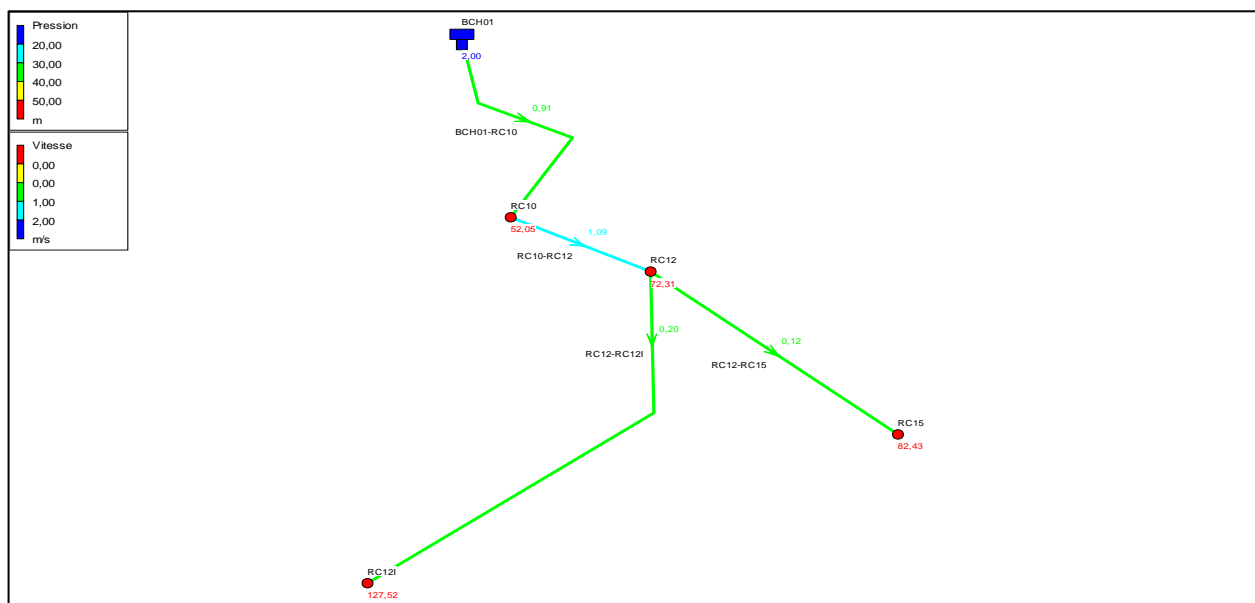 Pression
20,00
30,00
40,00
50,00
m
Vitesse
0,00
0,00
1,00
2,00
m/s
BCH01
2,00
0,91
BCH01-RC10
RC10
52,05
1,09
RC10-RC12
RC12
72,31
0,20
RC12-RC12I
0,12
RC12-RC15
RC15
82,43
RC12I
127,52